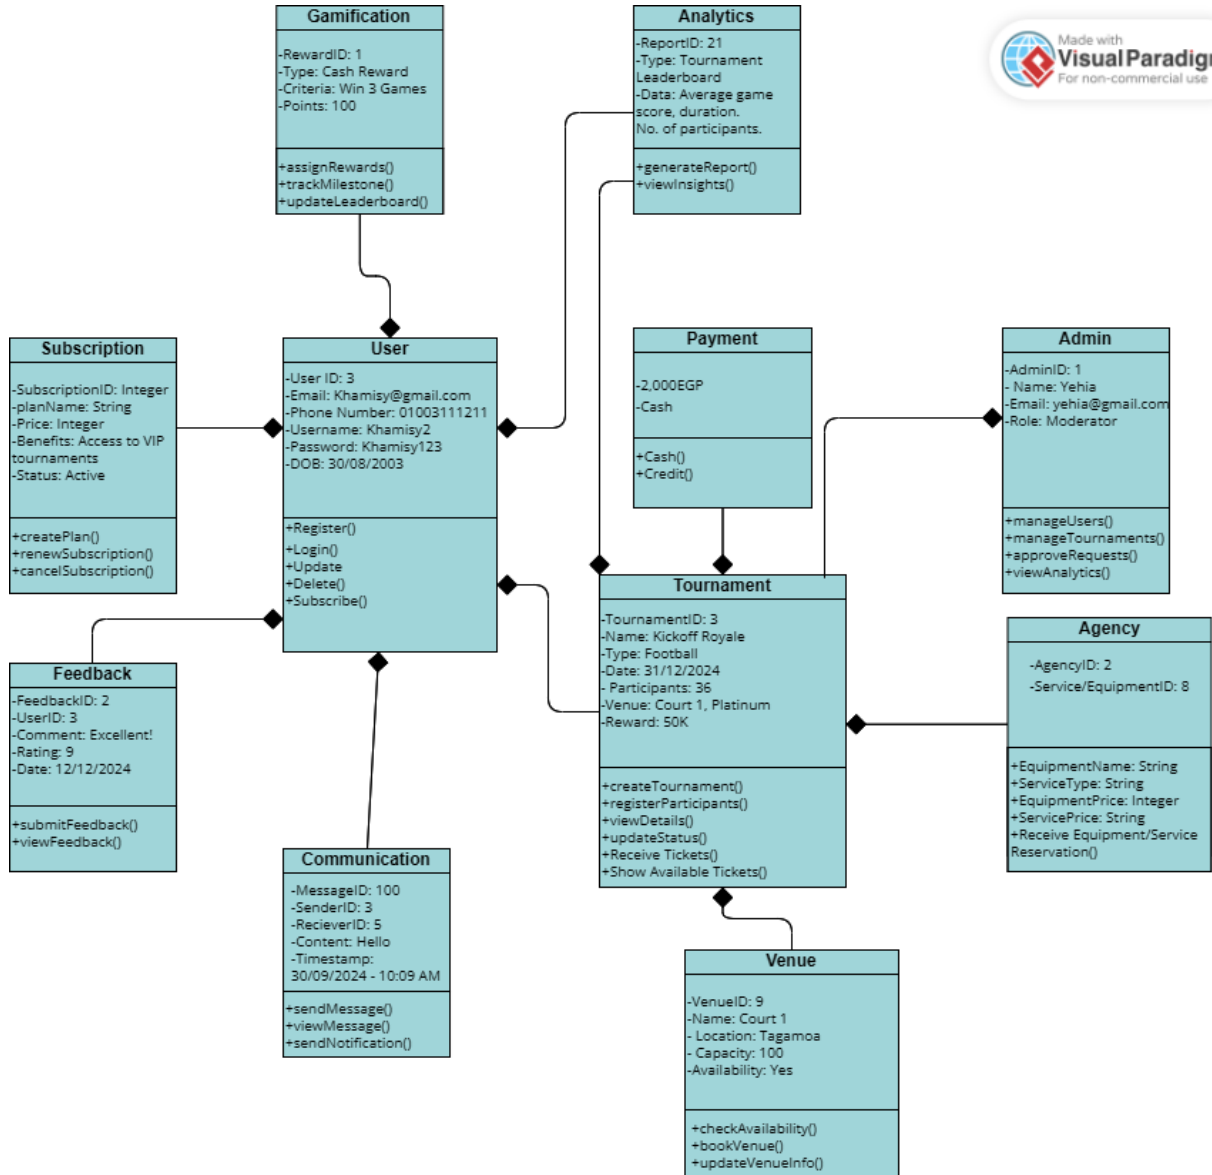 Gamification
-RewardID: 1
-Type: Cash Reward
-Criteria: Win 3 Games
-Points: 100
+assignRewards()
+trackMilestone()
+updateLeaderboard()
Analytics
-ReportID: 21
-Type: Tournament
Leaderboard
-Data: Average game
score, duration.
No. of participants.
+generateReport()
+viewInsights()
Made with
Visual Paradigm
For non-commercial use
Subscription
-SubscriptionID: Integer
-planName: String
-Price: Integer
-Benefits: Access to VIP
tournaments
-Status: Active
+createPlan()
+renewSubscription()
+cancelSubscription()
User
-User ID: 3
-Email: Khamisy@gmail.com
-Phone Number: 01003111211
-Username: Khamisy2
-Password: Khamisy123
-DOB: 30/08/2003
+Register()
+Login()
+Update
+Delete()
+Subscribe()
Payment
-2,000EGP
-Cash
+Cash()
+Credit()
Admin
-AdminID: 1
- Name: Yehia
-Email: yehia@gmail.com
-Role: Moderator
+manageUsers()
+manageTournaments()
+approveRequests()
+viewAnalytics()
Tournament
-TournamentID: 3
-Name: Kickoff Royale
-Type: Football
-Date: 31/12/2024
- Participants: 36
-Venue: Court 1, Platinum
-Reward: 50K
+createTournament()
+registerParticipants()
+viewDetails()
+updateStatus()
+Receive Tickets()
+Show Available Tickets()
Agency
-AgencyID: 2
-Service/EquipmentID: 8
+EquipmentName: String
+ServiceType: String
+EquipmentPrice: Integer
+ServicePrice: String
+Receive Equipment/Service
Reservation()
Feedback
-FeedbackID: 2
-UserID: 3
-Comment: Excellent!
-Rating: 9
-Date: 12/12/2024
+submitFeedback()
+viewFeedback()
Communication
-MessageID: 100
-SenderID: 3
-RecieverID: 5
-Content: Hello
-Timestamp:
30/09/2024 - 10:09 AM
+sendMessage()
+viewMessage()
+sendNotification()
Venue
-VenueID: 9
-Name: Court 1
- Location: Tagamoa
- Capacity: 100
-Availability: Yes
+checkAvailability()
+bookVenue()
+updateVenueInfo()